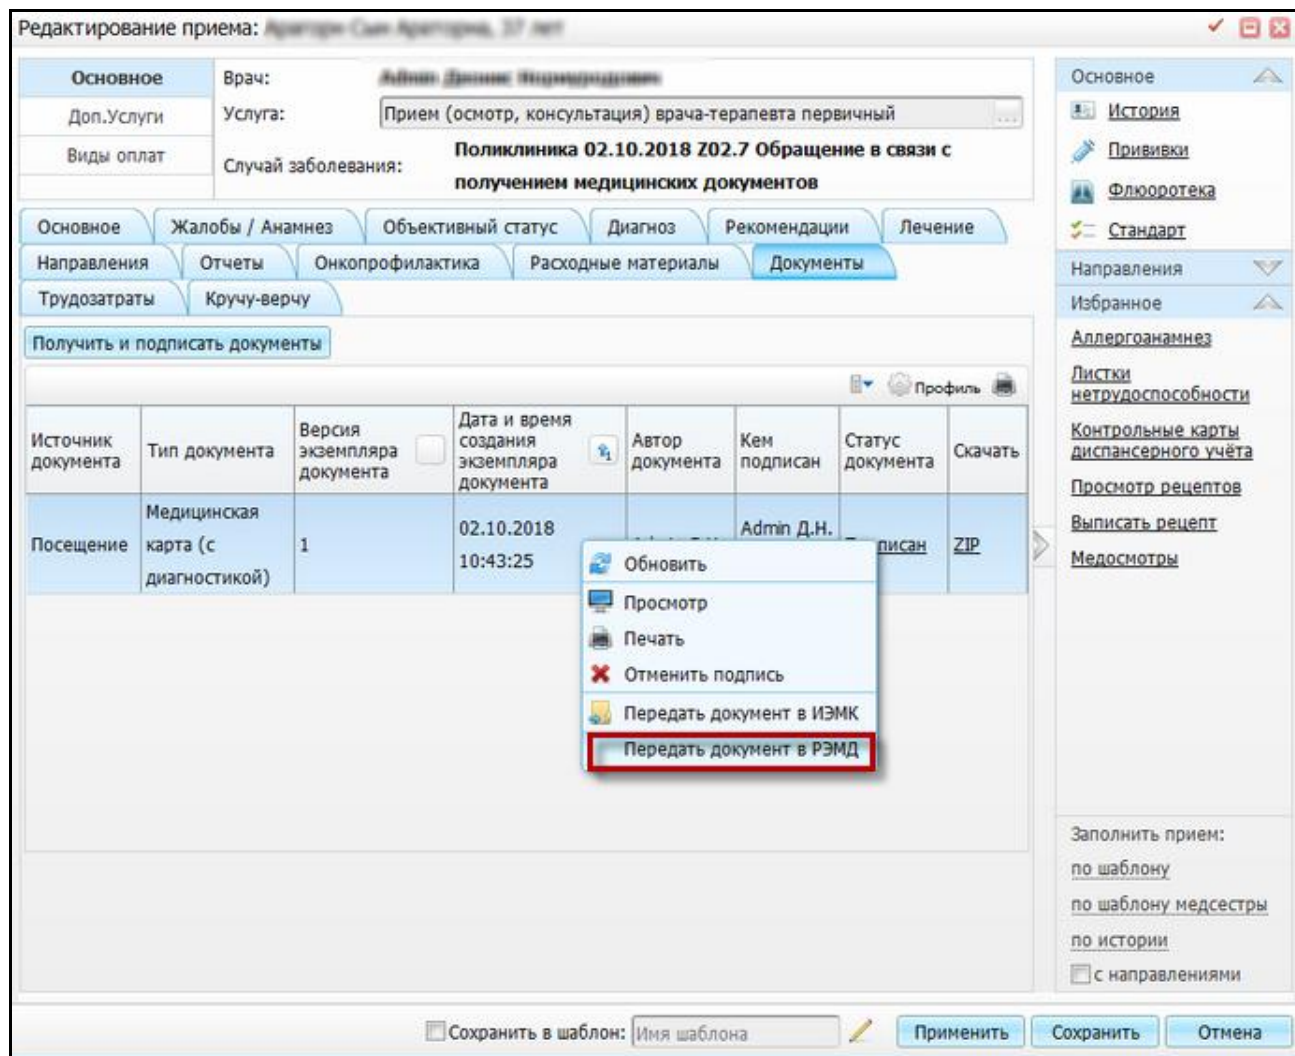 Редактирование приема:
Основное
Доп.Услуги
Виды оплат
Врач:
Услуга: Прием (осмотр, консультация) врача-терапевта первичный ...
Случай заболевания: Поликлиника 02.10.2018 Z02.7 Обращение в связи с
получением медицинских документов
Основное Жалобы / Анамнез Объективный статус Диагноз Рекомендации Лечение
Направления Отчеты Онкопрофилактика Расходные материалы Документы
Трудозатраты Кручу-верчу
Получить и подписать документы
Профиль
Источник
документа
Тип документа
Версия
экземпляра
документа
Дата и время
создания
экземпляра
документа
Автор
документа
Кем
подписан
Статус
документа
Скачать
Посещение
Медицинская
карта (с
диагностикой)
1
02.10.2018
10:43:25
Admin Д.Н.
писан
ZIP
Обновить
Просмотр
Печать
Отменить подпись
Передать документ в ИЭМК
Передать документ в РЭМД
Основное
История
Прививки
Флюоротека
Стандарт
Направления
Избранное
Аллергоанамнез
Листки
нетрудоспособности
Контрольные карты
диспансерного учёта
Просмотр рецептов
Выписать рецепт
Медосмотры
Заполнить прием:
по шаблону
по шаблону медсестры
по истории
с направлениями
Сохранить в шаблон: Имя шаблона
Применить
Сохранить
Отмена